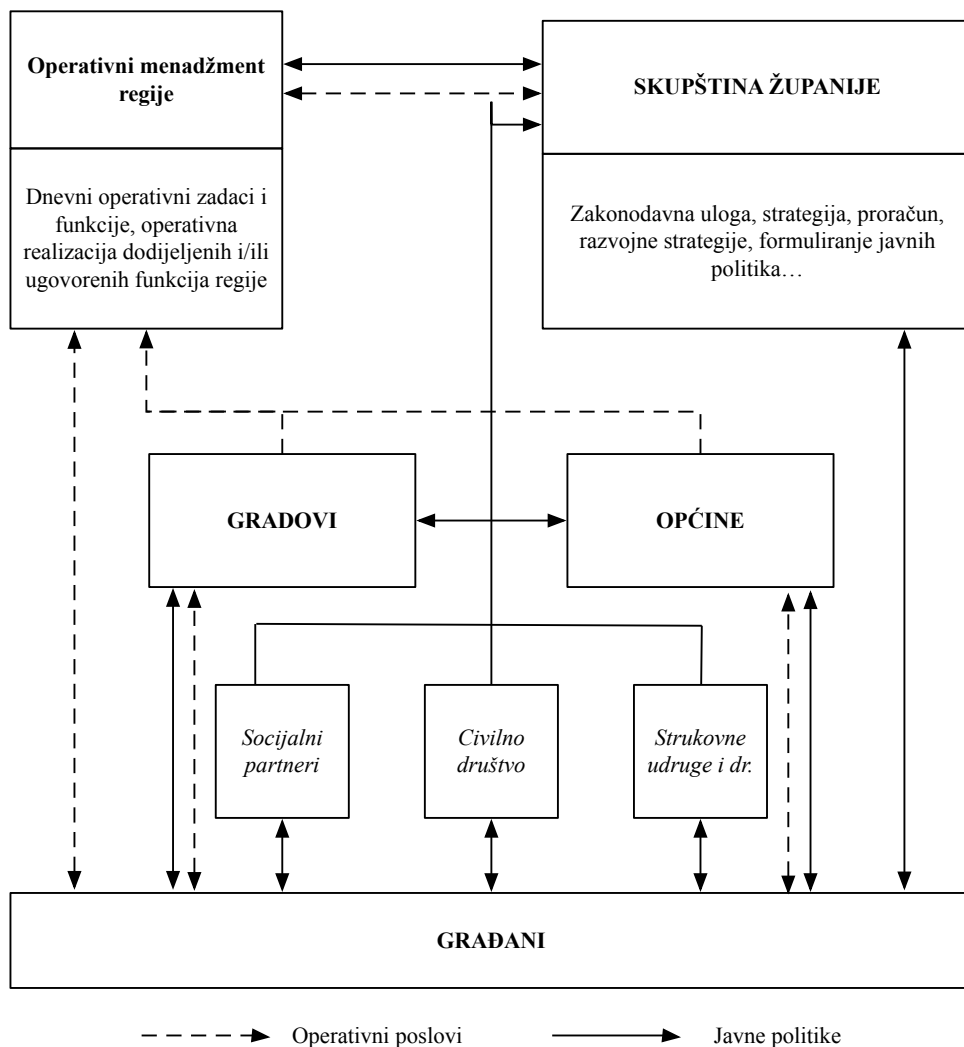 Operativni menadžment
regije
SKUPŠTINA ŽUPANIJE
Dnevni operativni zadaci i
funkcije, operativna
realizacija dodijeljenih i/ili
ugovorenih funkcija regije
Zakonodavna uloga, strategija, proračun,
razvojne strategije, formuliranje javnih
politika…
GRADOVI
OPĆINE
Socijalni
partneri
Civilno
društvo
Strukovne
udruge i dr.
GRAĐANI
Operativni poslovi
Javne politike